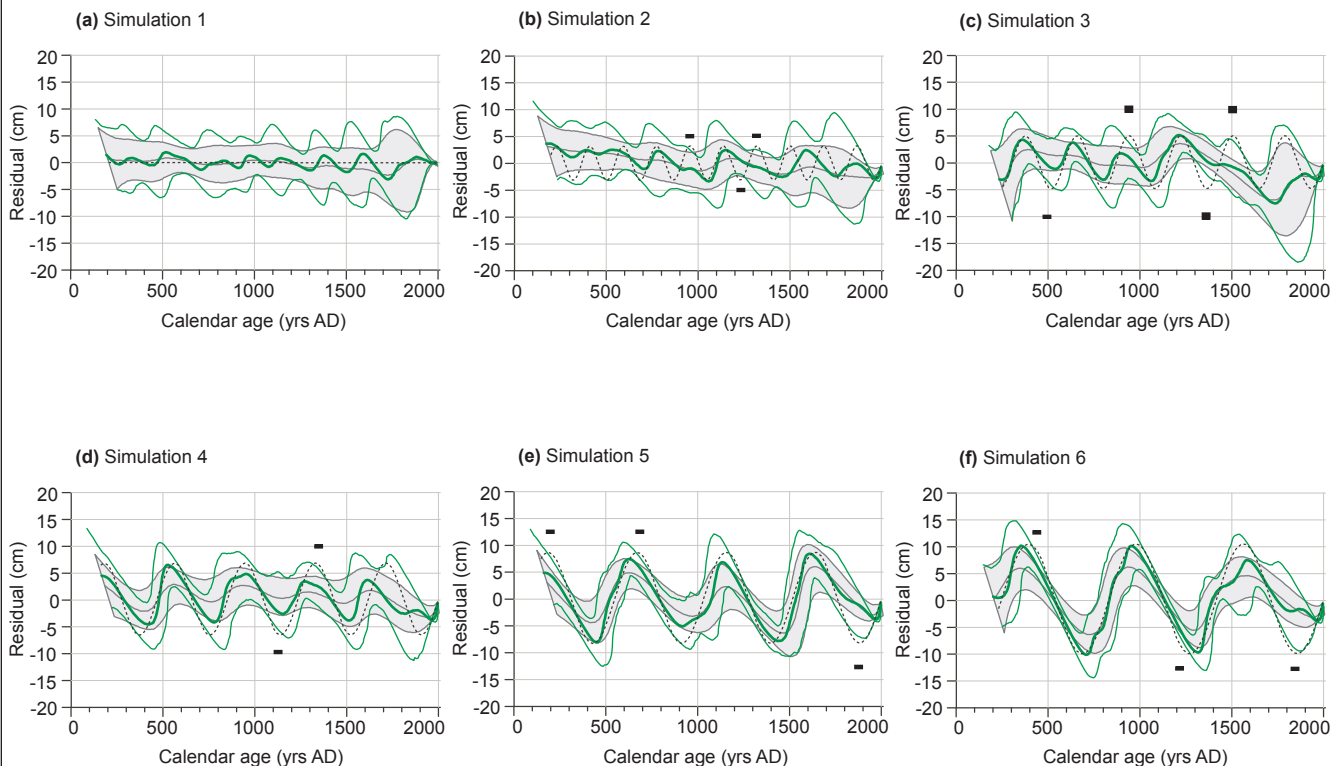 (a) Simulation 1
(b) Simulation 2
(c) Simulation 3
20
15
10
5
0
-5
-10
-15
-20
Residual (cm)
0 500 1000 1500 2000
Calendar age (yrs AD)
20
15
10
5
0
-5
-10
-15
-20
Residual (cm)
0 500 1000 1500 2000
Calendar age (yrs AD)
20
15
10
5
0
-5
-10
-15
-20
Residual (cm)
0 500 1000 1500 2000
Calendar age (yrs AD)
(d) Simulation 4
(e) Simulation 5
(f) Simulation 6
20
15
10
5
0
-5
-10
-15
-20
Residual (cm)
0 500 1000 1500 2000
Calendar age (yrs AD)
20
15
10
5
0
-5
-10
-15
-20
Residual (cm)
0 500 1000 1500 2000
Calendar age (yrs AD)
20
15
10
5
0
-5
-10
-15
-20
Residual (cm)
0 500 1000 1500 2000
Calendar age (yrs AD)